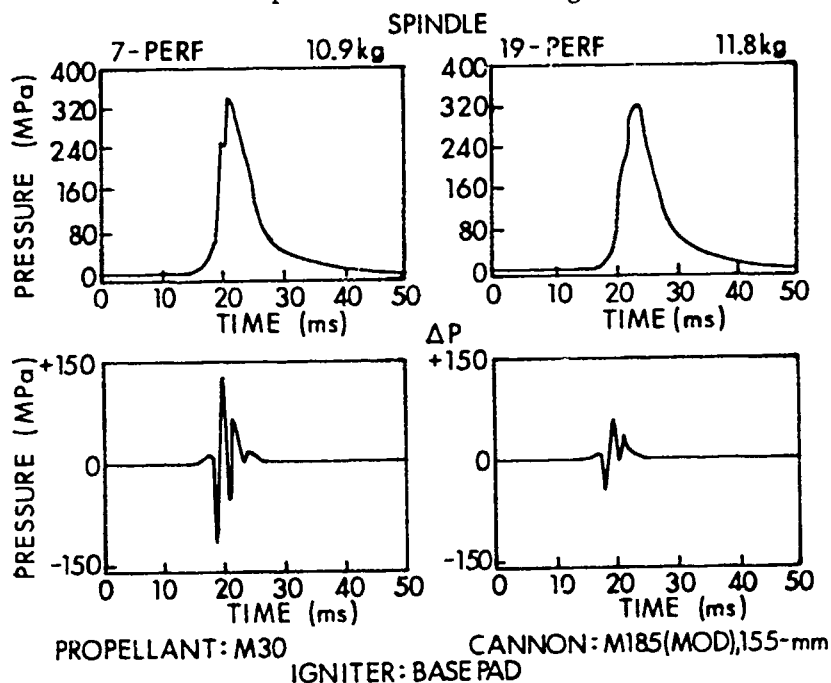 SPINDLE
7-PERF 10.9kg
19-PERF 11.8kg
PRESSURE (MPa)
400
320
240
160
80
0
0 10 20 30 40 50
TIME (ms)
400
320
240
160
80
0
0 10 20 30 40 50
TIME (ms)
ΔP
PRESSURE (MPa)
+150
0
-150
0 10 20 30 40 50
TIME (ms)
+150
0
-150
0 10 20 30 40 50
TIME (ms)
PROPELLANT: M30
CANNON: M185(MOD),155-mm
IGNITER: BASE PAD